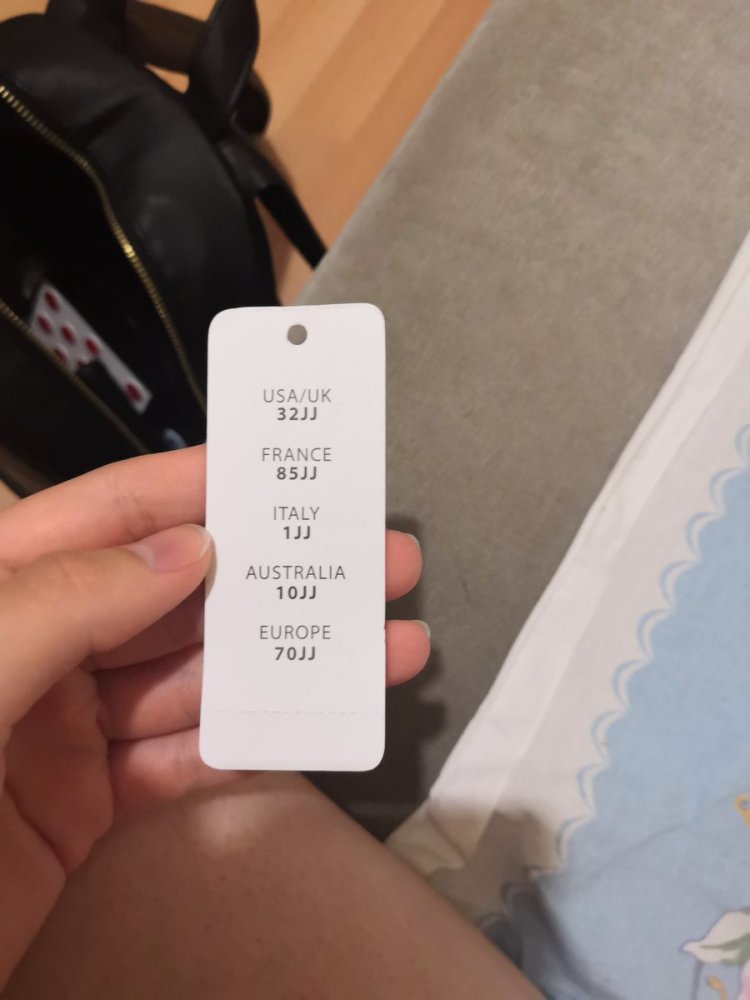 USA/UK
32JJ
FRANCE
85JJ
ITALY
1JJ
AUSTRALIA
10JJ
EUROPE
70JJ